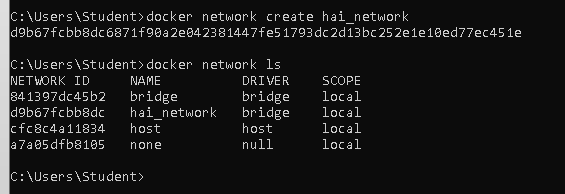 C:\Users\Student>docker network create hai_network
d9b67fcbb8dc6871f90a2e042381447fe51793dc2d13bc252e1e10ed77ec451e
C:\Users\Student>docker network ls
NETWORK ID     NAME          DRIVER    SCOPE
841397dc45b2   bridge        bridge    local
d9b67fcbb8dc   hai_network   bridge    local
cfc8c4a11834   host          host      local
a7a05dfb8105   none          null      local
C:\Users\Student>